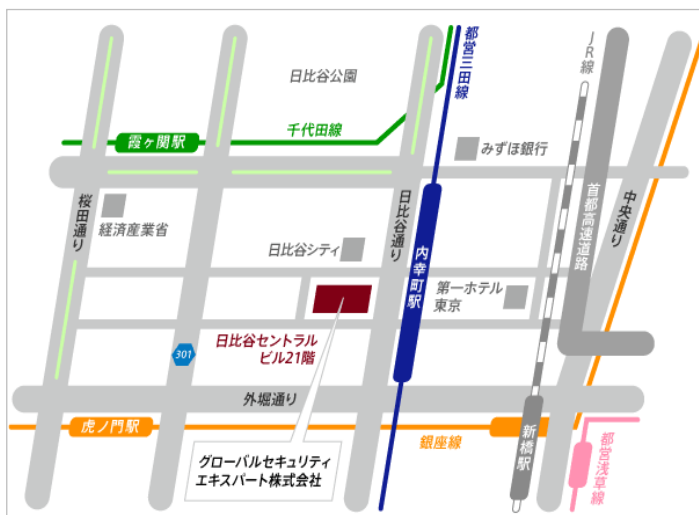 日比谷公園
都営三田線
JR線
千代田線
霞ヶ関駅
みずほ銀行
桜田通り
経済産業省
日比谷シティ
日比谷通り
内幸町駅
首都高速道路
中央通り
第一ホテル
東京
日比谷セントラル
ビル21階
301
外堀通り
虎ノ門駅
銀座線
新橋駅
都営浅草線
グローバルセキュリティ
エキスパート株式会社